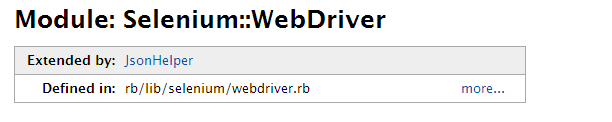 Module: Selenium::WebDriver
Extended by: JsonHelper
Defined in: rb/lib/selenium/webdriver.rb more...